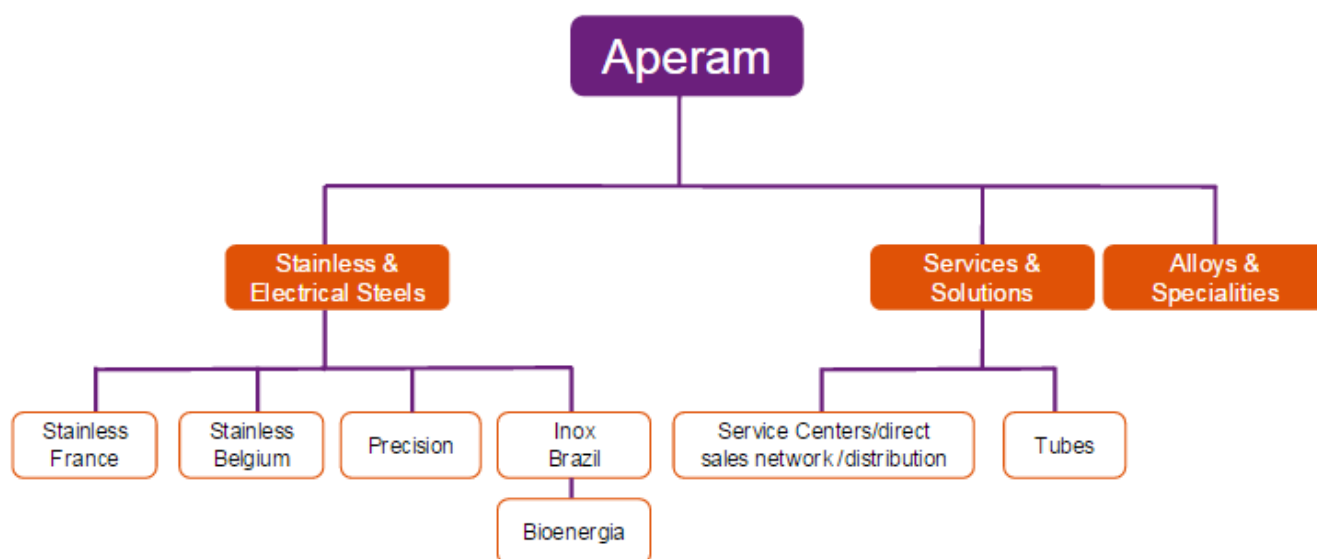 Aperam
Stainless &
Electrical Steels
Services &
Solutions
Alloys &
Specialities
Stainless
France
Stainless
Belgium
Precision
Inox
Brazil
Service Centers/direct
sales network/distribution
Tubes
Bioenergia